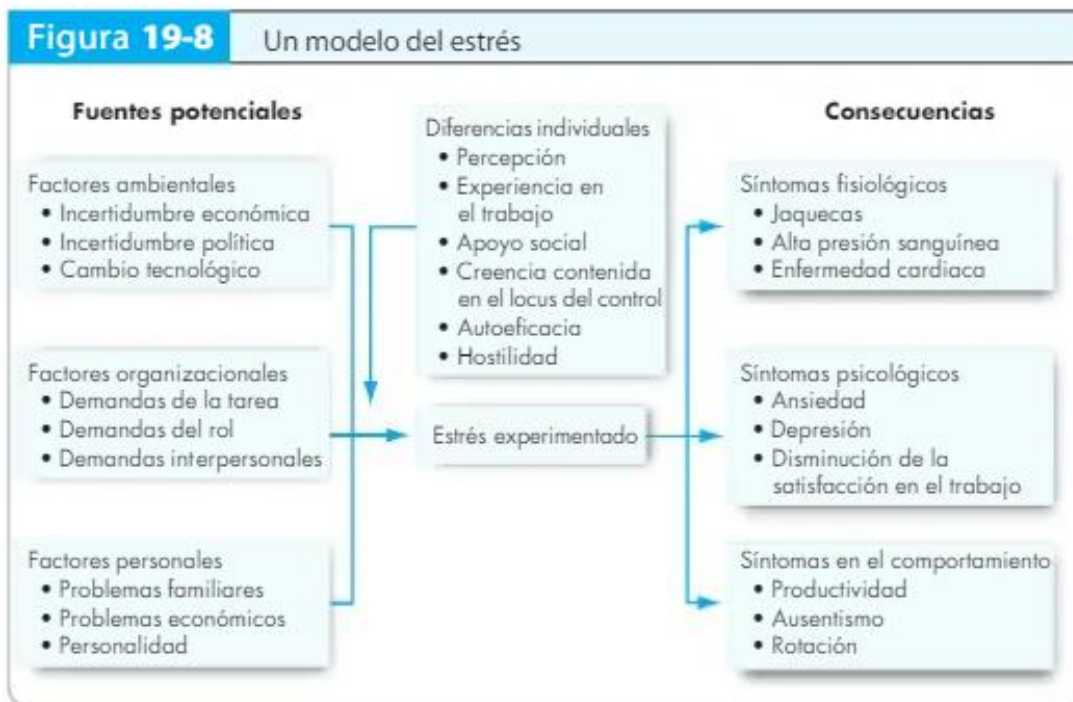 Figura 19-8 Un modelo del estrés
Fuentes potenciales
Factores ambientales
• Incertidumbre económica
• Incertidumbre política
• Cambio tecnológico
Factores organizacionales
• Demandas de la tarea
• Demandas del rol
• Demandas interpersonales
Factores personales
• Problemas familiares
• Problemas económicos
• Personalidad
Diferencias individuales
• Percepción
• Experiencia en
el trabajo
• Apoyo social
• Creencia contenida
en el locus del control
• Autoeficacia
• Hostilidad
Estrés experimentado
Consecuencias
Síntomas fisiológicos
• Jaquecas
• Alta presión sanguínea
• Enfermedad cardiaca
Síntomas psicológicos
• Ansiedad
• Depresión
• Disminución de la
satisfacción en el trabajo
Síntomas en el comportamiento
• Productividad
• Ausentismo
• Rotación